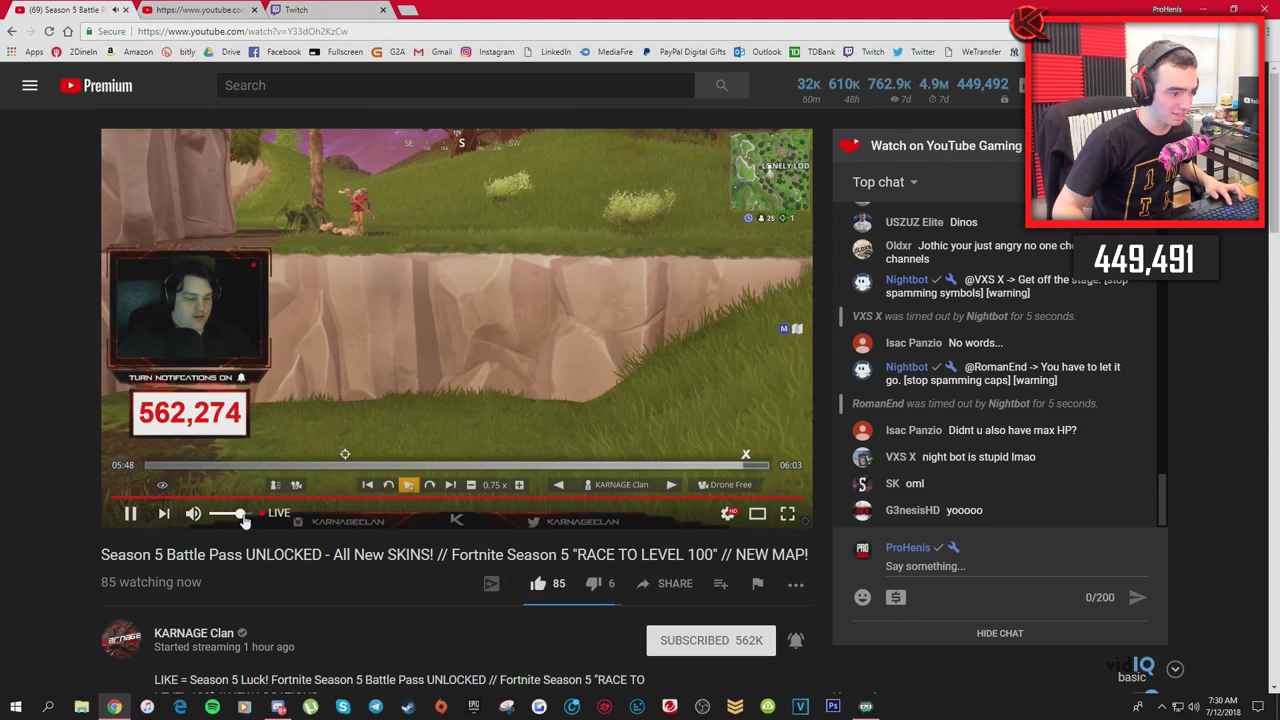 (69) Season 5 Battle P
https://www.youtube.co
Twitch
ProHenis
Secure
https://www.youtube.com/watch?v=Y33dOh2KzCw
Apps
2DineIn
Amazon
bitly
Drive
Facebook
Fullscreen
G2A
Gmail
Instagram
LinkedIn
MediaFire
PayPal Digital Gifts
Outlook
TDBank
Twitch
Twitter
WeTransfer
Premium
Search
32K 610K 762.9K 4.9M 449,492
60m 48h 7d 7d
SE S SW
LONELY LOD
28 1
TURN NOTIFCATIONS ON
562,274
M
X
05:48
06:03
0.75 x
KARNAGE Clan
Drone Free
LIVE
KARNAGECLAN
K
KARNAGECLAN
HD
Watch on YouTube Gaming
Top chat
449,491
USZUZ Elite Dinos
Oldxr Jothic your just angry no one che
channels
Nightbot @VXS X -> Get off the stage. [stop
spamming symbols] [warning]
VXS X was timed out by Nightbot for 5 seconds.
Isac Panzio No words...
Nightbot @RomanEnd -> You have to let it
go. [stop spamming caps] [warning]
RomanEnd was timed out by Nightbot for 5 seconds.
Isac Panzio Didnt u also have max HP?
VXS X night bot is stupid lmao
SK oml
G3nesisHD yooooo
ProHenis
Say something...
0/200
HIDE CHAT
Season 5 Battle Pass UNLOCKED - All New SKINS! // Fortnite Season 5 "RACE TO LEVEL 100" // NEW MAP!
85 watching now
85
6
SHARE
KARNAGE Clan
Started streaming 1 hour ago
SUBSCRIBED 562K
LIKE = Season 5 Luck! Fortnite Season 5 Battle Pass UNLOCKED // Fortnite Season 5 "RACE TO
vidIQ
basic
7:30 AM
7/12/2018